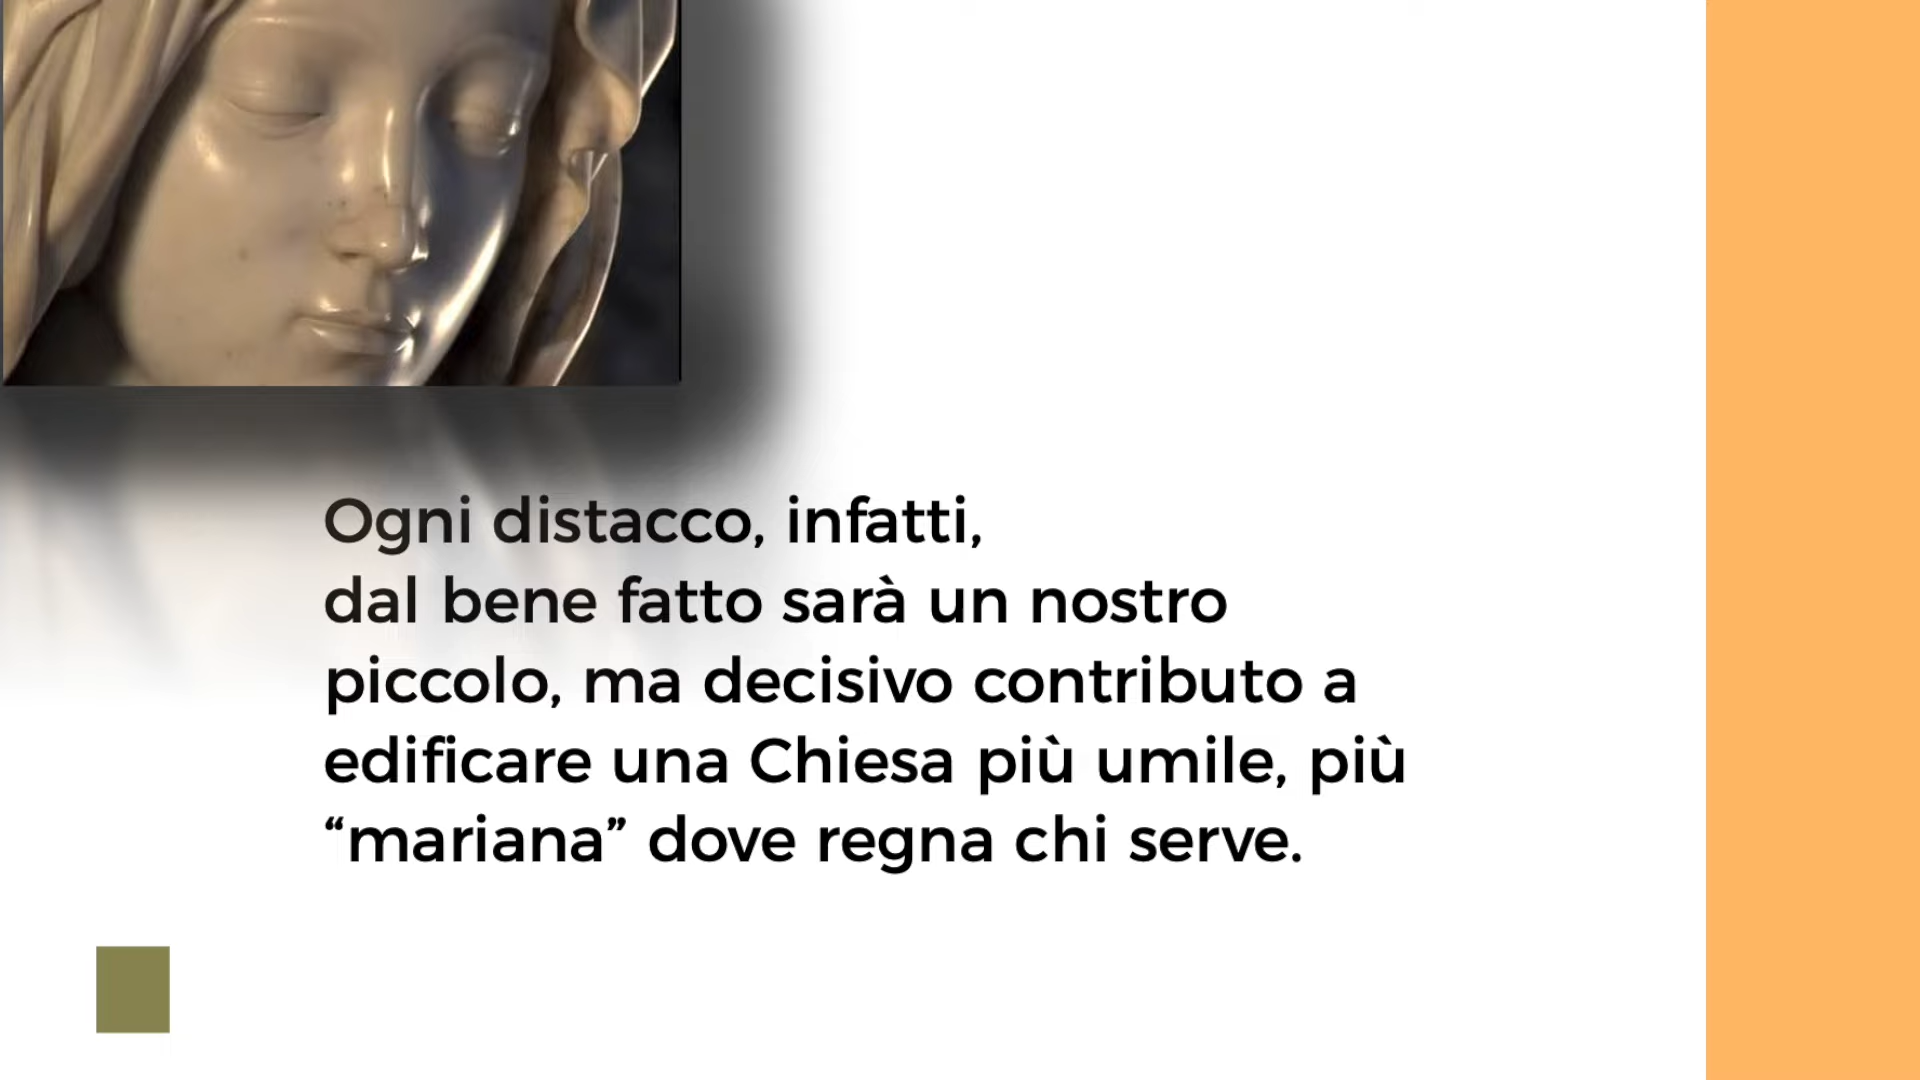 Ogni distacco, infatti,
dal bene fatto sarà un nostro
piccolo, ma decisivo contributo a
edificare una Chiesa più umile, più
“mariana” dove regna chi serve.